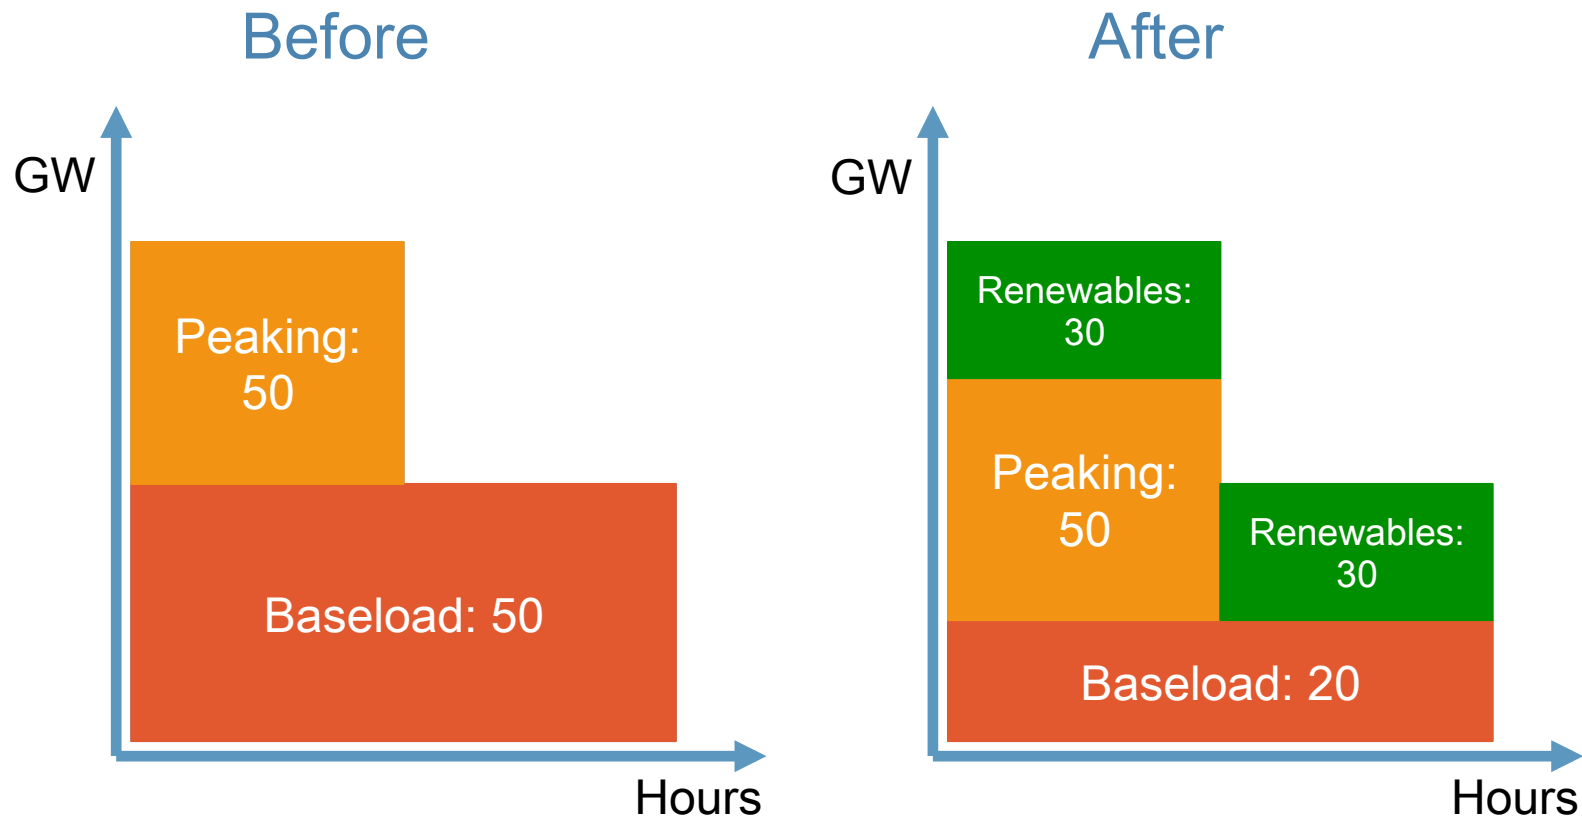 Before
GW
Peaking:
50
Baseload: 50
Hours
After
GW
Renewables:
30
Peaking:
50
Renewables:
30
Baseload: 20
Hours